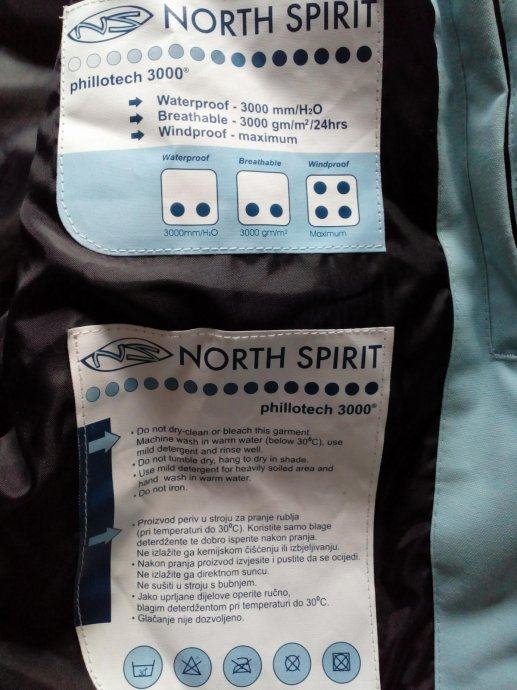 NS NORTH SPIRIT
phillotech 3000®
Waterproof - 3000 mm/H2O
Breathable - 3000 gm/m²/24hrs
Windproof - maximum
Waterproof Breathable Windproof
3000mm/H2O 3000 gm/m² Maximum
NS NORTH SPIRIT
phillotech 3000®
• Do not dry-clean or bleach this garment
Machine wash in warm water (below 30°C), use
mild detergent and rinse well.
• Do not tumble dry, hang to dry in shade.
• Use mild detergent for heavily soiled area and
hand wash in warm water.
• Do not iron.
• Proizvod periv u stroju za pranje rublja
(pri temperaturi do 30°C). Koristite samo blage
deterdžente te dobro isperite nakon pranja.
Ne izlažite ga kemijskom čišćenju ili izbjeljivanju.
• Nakon pranja proizvod izvjesite i pustite da se ocijedi.
Ne izlažite ga direktnom suncu.
Ne sušiti u stroju s bubnjem.
• Jako uprljane dijelove operite ručno,
blagim deterdžentom pri temperaturi do 30°C.
• Glačanje nije dozvoljeno.
30°